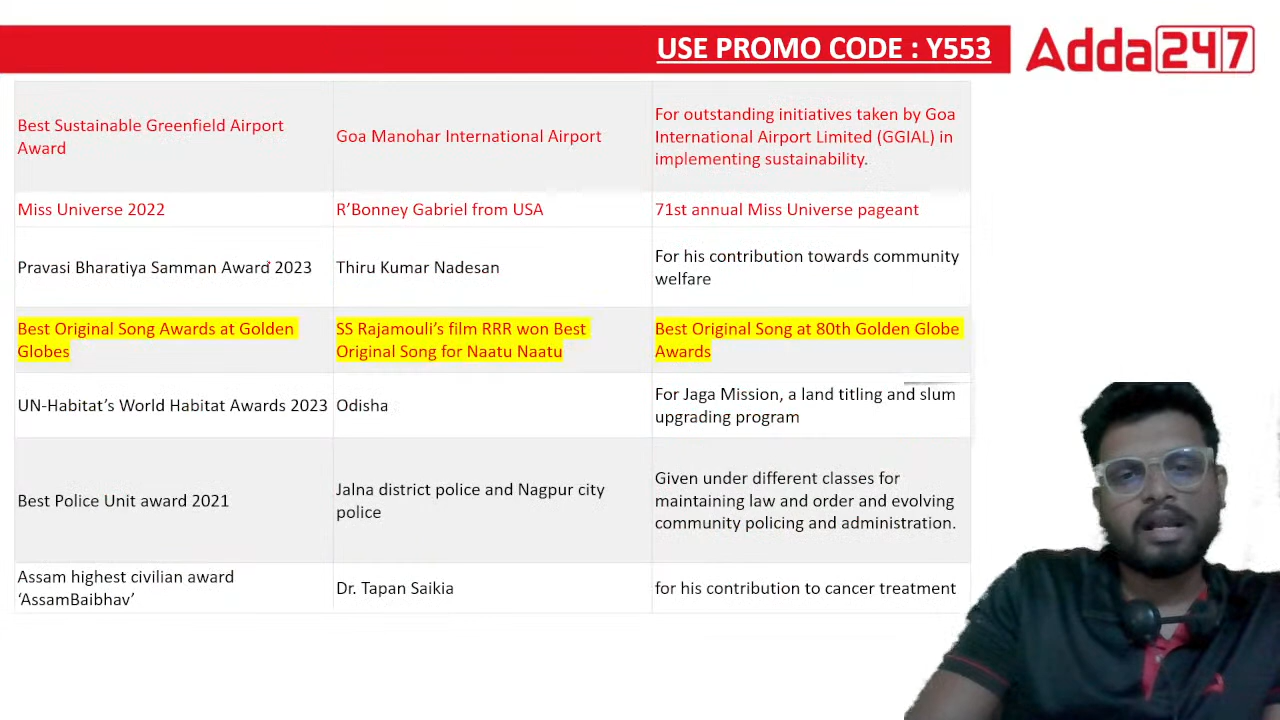 USE PROMO CODE : Y553
Adda247
Best Sustainable Greenfield Airport
Award
Goa Manohar International Airport
For outstanding initiatives taken by Goa
International Airport Limited (GGIAL) in
implementing sustainability.
Miss Universe 2022
R’Bonney Gabriel from USA
71st annual Miss Universe pageant
Pravasi Bharatiya Samman Award 2023
Thiru Kumar Nadesan
For his contribution towards community
welfare
Best Original Song Awards at Golden
Globes
SS Rajamouli’s film RRR won Best
Original Song for Naatu Naatu
Best Original Song at 80th Golden Globe
Awards
UN-Habitat’s World Habitat Awards 2023
Odisha
For Jaga Mission, a land titling and slum
upgrading program
Best Police Unit award 2021
Jalna district police and Nagpur city
police
Given under different classes for
maintaining law and order and evolving
community policing and administration.
Assam highest civilian award
‘AssamBaibhav’
Dr. Tapan Saikia
for his contribution to cancer treatment